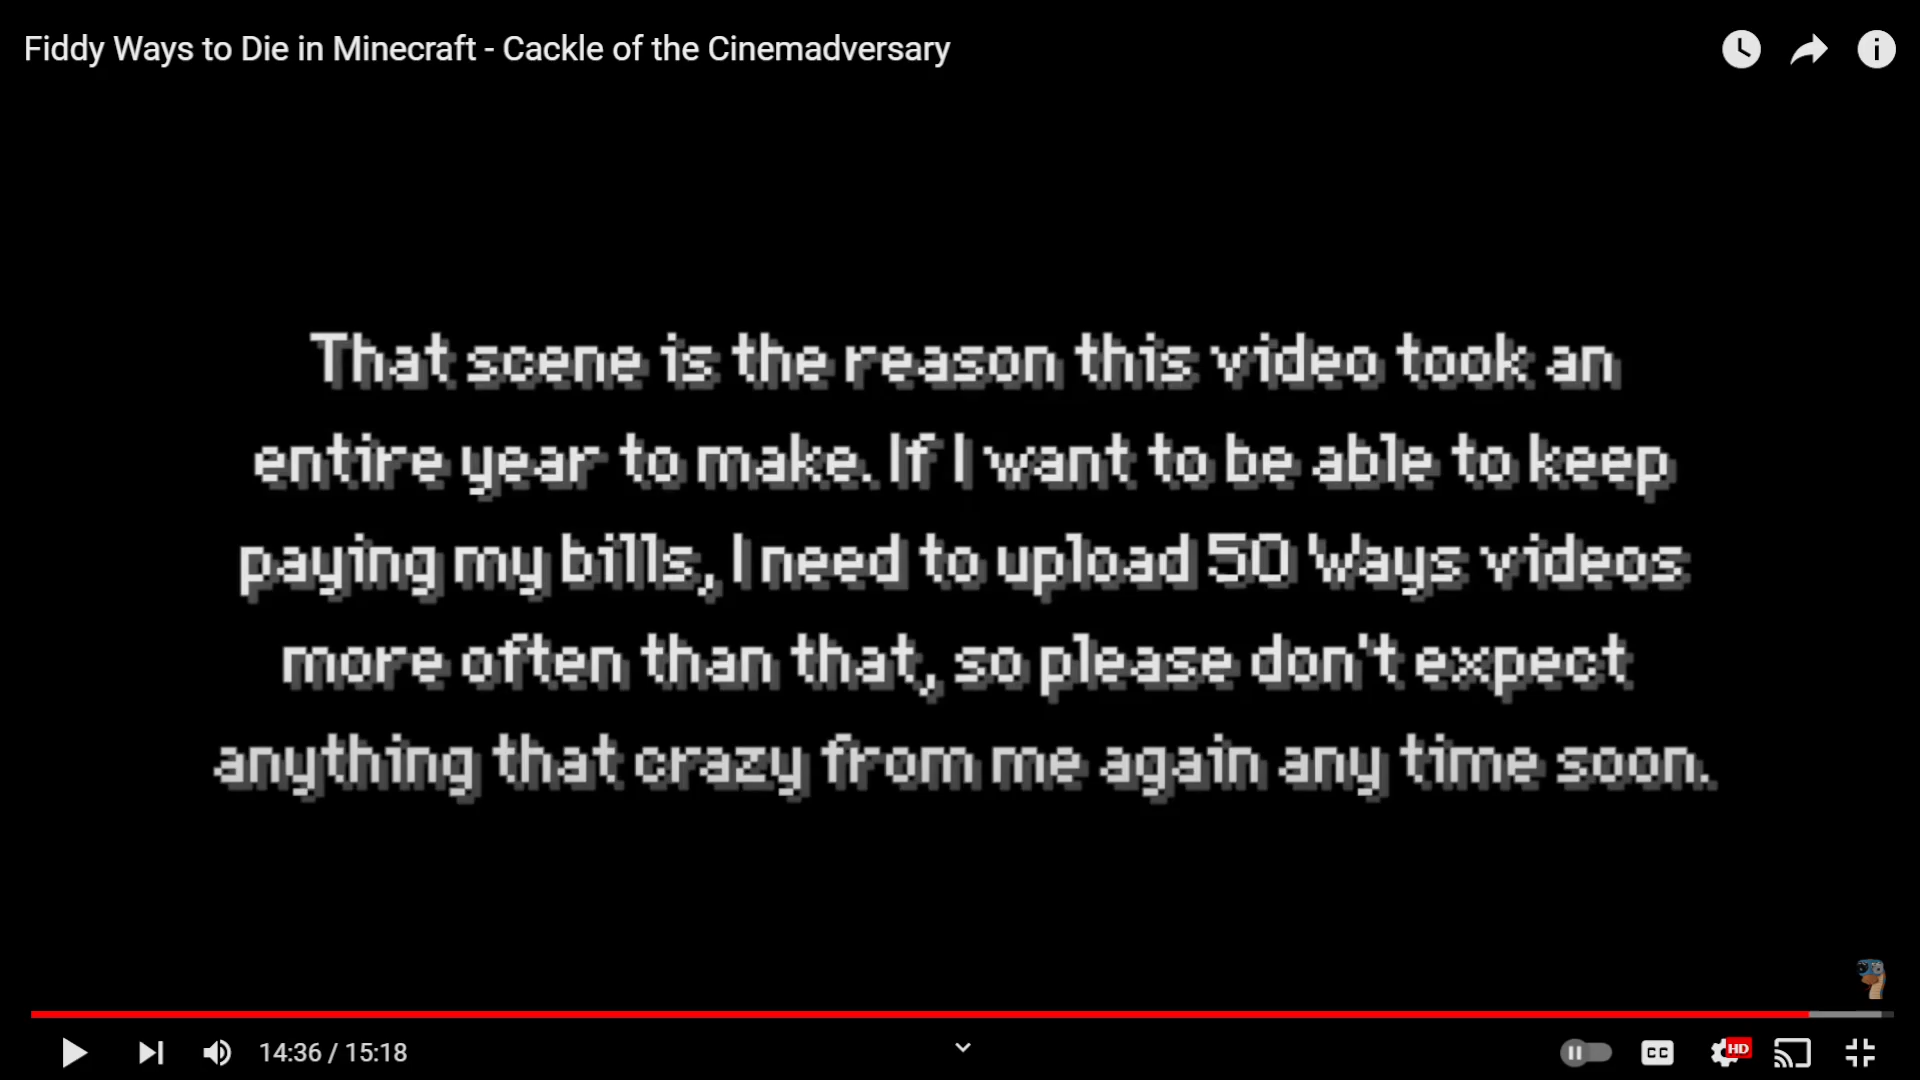 Fiddy Ways to Die in Minecraft - Cackle of the Cinemadversary
That scene is the reason this video took an
entire year to make. If I want to be able to keep
paying my bills, I need to upload 50 Ways videos
more often than that, so please don't expect
anything that crazy from me again any time soon.
14:36 / 15:18
CC
HD